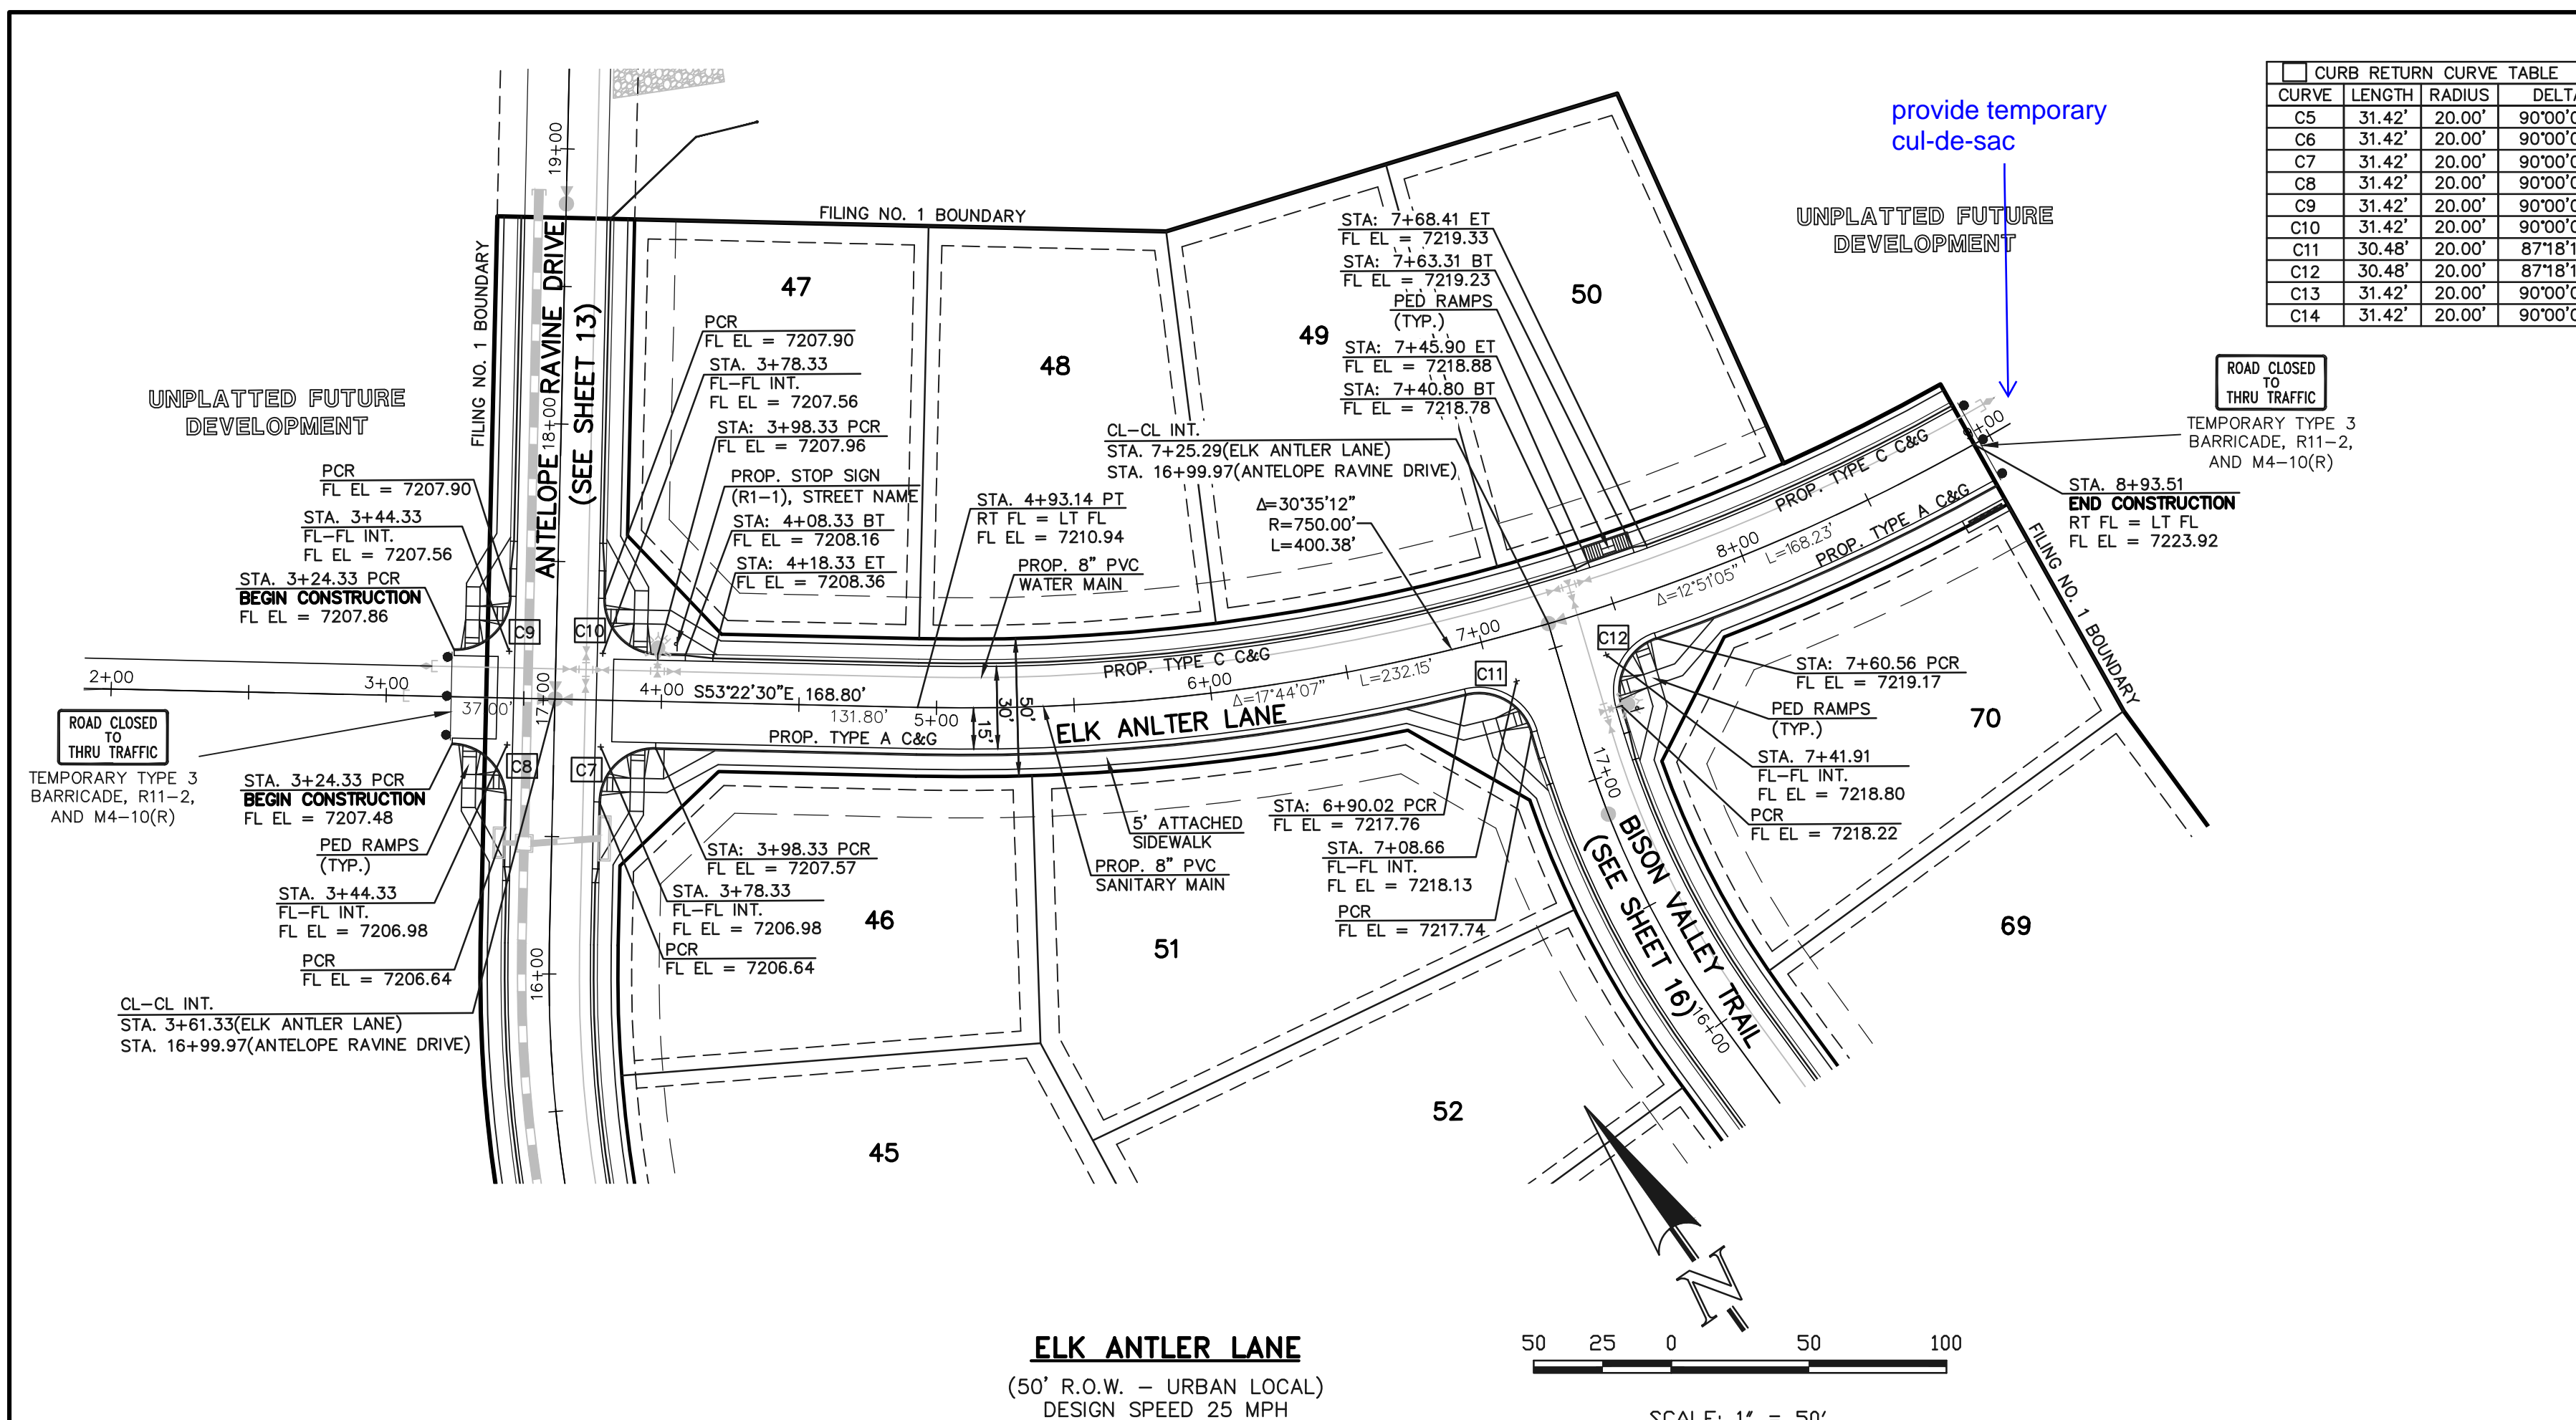 provide temporary
cul-de-sac
CURB RETURN CURVE TABLE
CURVE LENGTH RADIUS
C5 31.42' 20.00'
C6 31.42' 20.00'
C7 31.42' 20.00'
C8 31.42' 20.00'
C9 31.42' 20.00'
C10 31.42' 20.00'
C11 30.48' 20.00'
C12 30.48' 20.00'
C13 31.42' 20.00'
C14 31.42' 20.00'
UNPLATTED FUTURE
DEVELOPMENT
ROAD CLOSED
TO
THRU TRAFFIC
TEMPORARY TYPE 3
BARRICADE, R11-2,
AND M4-10(R)
STA. 8+93.51
END CONSTRUCTION
RT FL = LT FL
FL EL = 7223.92
FILING NO. 1 BOUNDARY
FILING NO. 1 BOUNDARY
FILING NO. 1 BOUNDARY
19+00
ANTELOPE RAVINE DRIVE
(SEE SHEET 13)
18+00
17+00
16+00
UNPLATTED FUTURE
DEVELOPMENT
47
48
49
50
PCR
FL EL = 7207.90
STA. 3+78.33
FL-FL INT.
FL EL = 7207.56
STA: 3+98.33 PCR
FL EL = 7207.96
PROP. STOP SIGN
(R1-1), STREET NAME
STA: 4+08.33 BT
FL EL = 7208.16
STA: 4+18.33 ET
FL EL = 7208.36
STA: 7+68.41 ET
FL EL = 7219.33
STA: 7+63.31 BT
FL EL = 7219.23
PED RAMPS
(TYP.)
STA: 7+45.90 ET
FL EL = 7218.88
STA: 7+40.80 BT
FL EL = 7218.78
CL-CL INT.
STA. 7+25.29(ELK ANTLER LANE)
STA. 16+99.97(ANTELOPE RAVINE DRIVE)
STA. 4+93.14 PT
RT FL = LT FL
FL EL = 7210.94
PROP. 8" PVC
WATER MAIN
Δ=30°35'12"
R=750.00'
L=400.38'
PCR
FL EL = 7207.90
STA. 3+44.33
FL-FL INT.
FL EL = 7207.56
STA. 3+24.33 PCR
BEGIN CONSTRUCTION
FL EL = 7207.86
C9
C10
C8
C7
C11
C12
2+00
3+00
4+00
5+00
6+00
7+00
8+00
9+00
37.00'
S53°22'30"E, 168.80'
131.80'
PROP. TYPE A C&G
15'
30'
50'
ELK ANLTER LANE
PROP. TYPE C C&G
Δ=17°44'07"
L=232.15'
Δ=12°51'05"
L=168.23'
PROP. TYPE C C&G
PROP. TYPE A C&G
ROAD CLOSED
TO
THRU TRAFFIC
TEMPORARY TYPE 3
BARRICADE, R11-2,
AND M4-10(R)
STA. 3+24.33 PCR
BEGIN CONSTRUCTION
FL EL = 7207.48
PED RAMPS
(TYP.)
STA. 3+44.33
FL-FL INT.
FL EL = 7206.98
PCR
FL EL = 7206.64
CL-CL INT.
STA. 3+61.33(ELK ANTLER LANE)
STA. 16+99.97(ANTELOPE RAVINE DRIVE)
STA: 3+98.33 PCR
FL EL = 7207.57
STA. 3+78.33
FL-FL INT.
FL EL = 7206.98
PCR
FL EL = 7206.64
46
45
51
52
5' ATTACHED
SIDEWALK
PROP. 8" PVC
SANITARY MAIN
STA: 6+90.02 PCR
FL EL = 7217.76
STA. 7+08.66
FL-FL INT.
FL EL = 7218.13
PCR
FL EL = 7217.74
STA: 7+60.56 PCR
FL EL = 7219.17
PED RAMPS
(TYP.)
STA. 7+41.91
FL-FL INT.
FL EL = 7218.80
PCR
FL EL = 7218.22
70
69
17+00
BISON VALLEY TRAIL
(SEE SHEET 16)
16+00
N
ELK ANTLER LANE
(50' R.O.W. - URBAN LOCAL)
DESIGN SPEED 25 MPH
50 25 0 50 100
SCALE: 1" = 50'